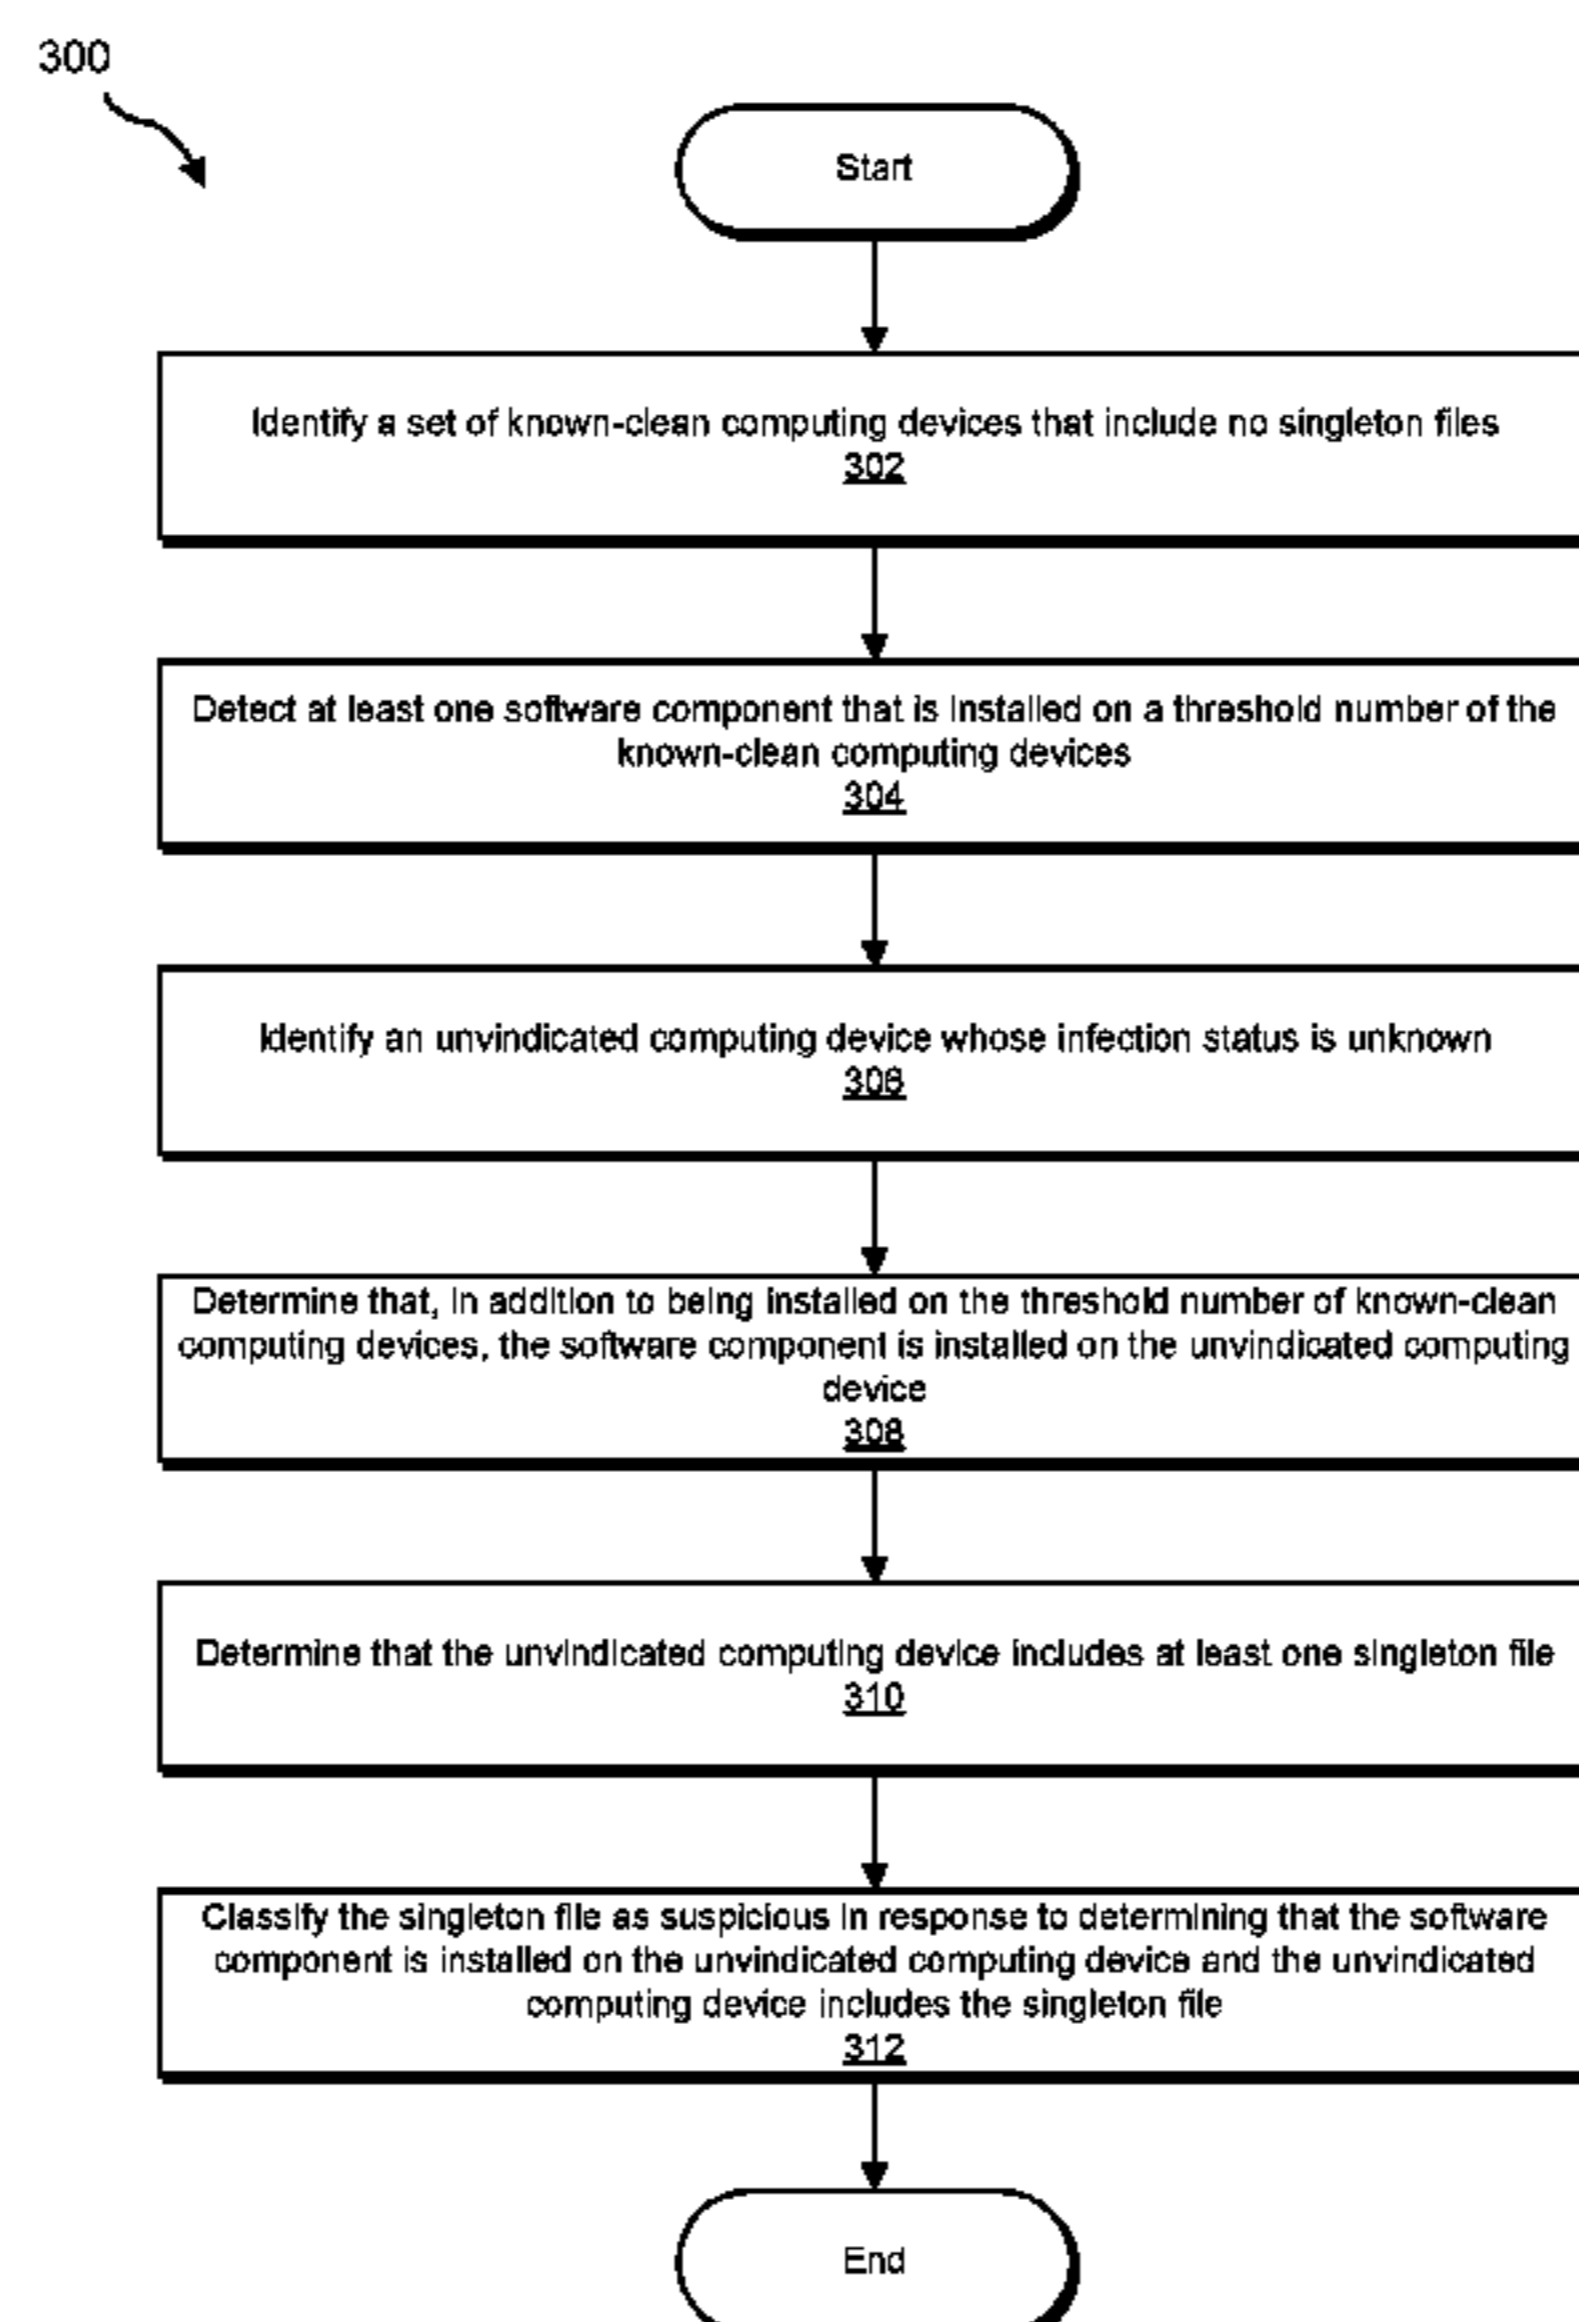 300
Start
Identify a set of known-clean computing devices that include no singleton files
302
Detect at least one software component that is installed on a threshold number of the
known-clean computing devices
304
Identify an unvindicated computing device whose infection status is unknown
306
Determine that, in addition to being installed on the threshold number of known-clean
computing devices, the software component is installed on the unvindicated computing
device
308
Determine that the unvindicated computing device includes at least one singleton file
310
Classify the singleton file as suspicious in response to determining that the software
component is installed on the unvindicated computing device and the unvindicated
computing device includes the singleton file
312
End